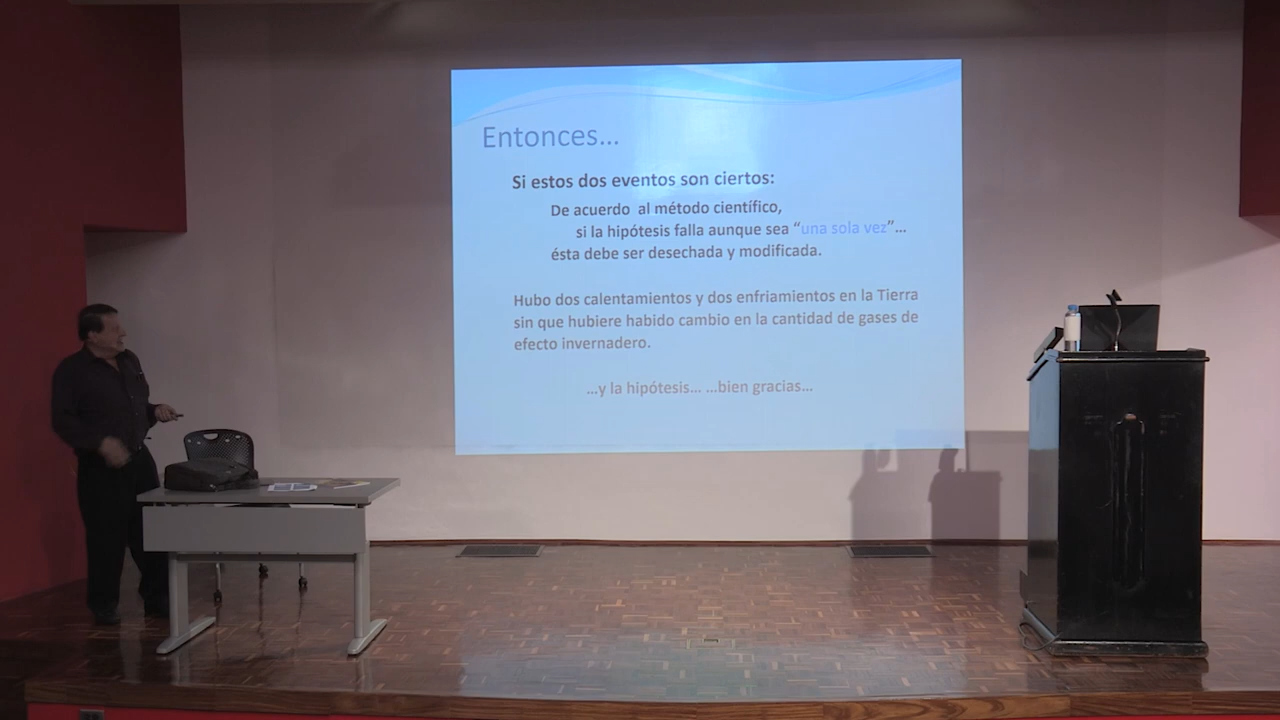 Entonces...
Si estos dos eventos son ciertos:
De acuerdo al método científico,
si la hipótesis falla aunque sea “una sola vez”...
ésta debe ser desechada y modificada.
Hubo dos calentamientos y dos enfriamientos en la Tierra
sin que hubiere habido cambio en la cantidad de gases de
efecto invernadero.
...y la hipótesis... ...bien gracias...